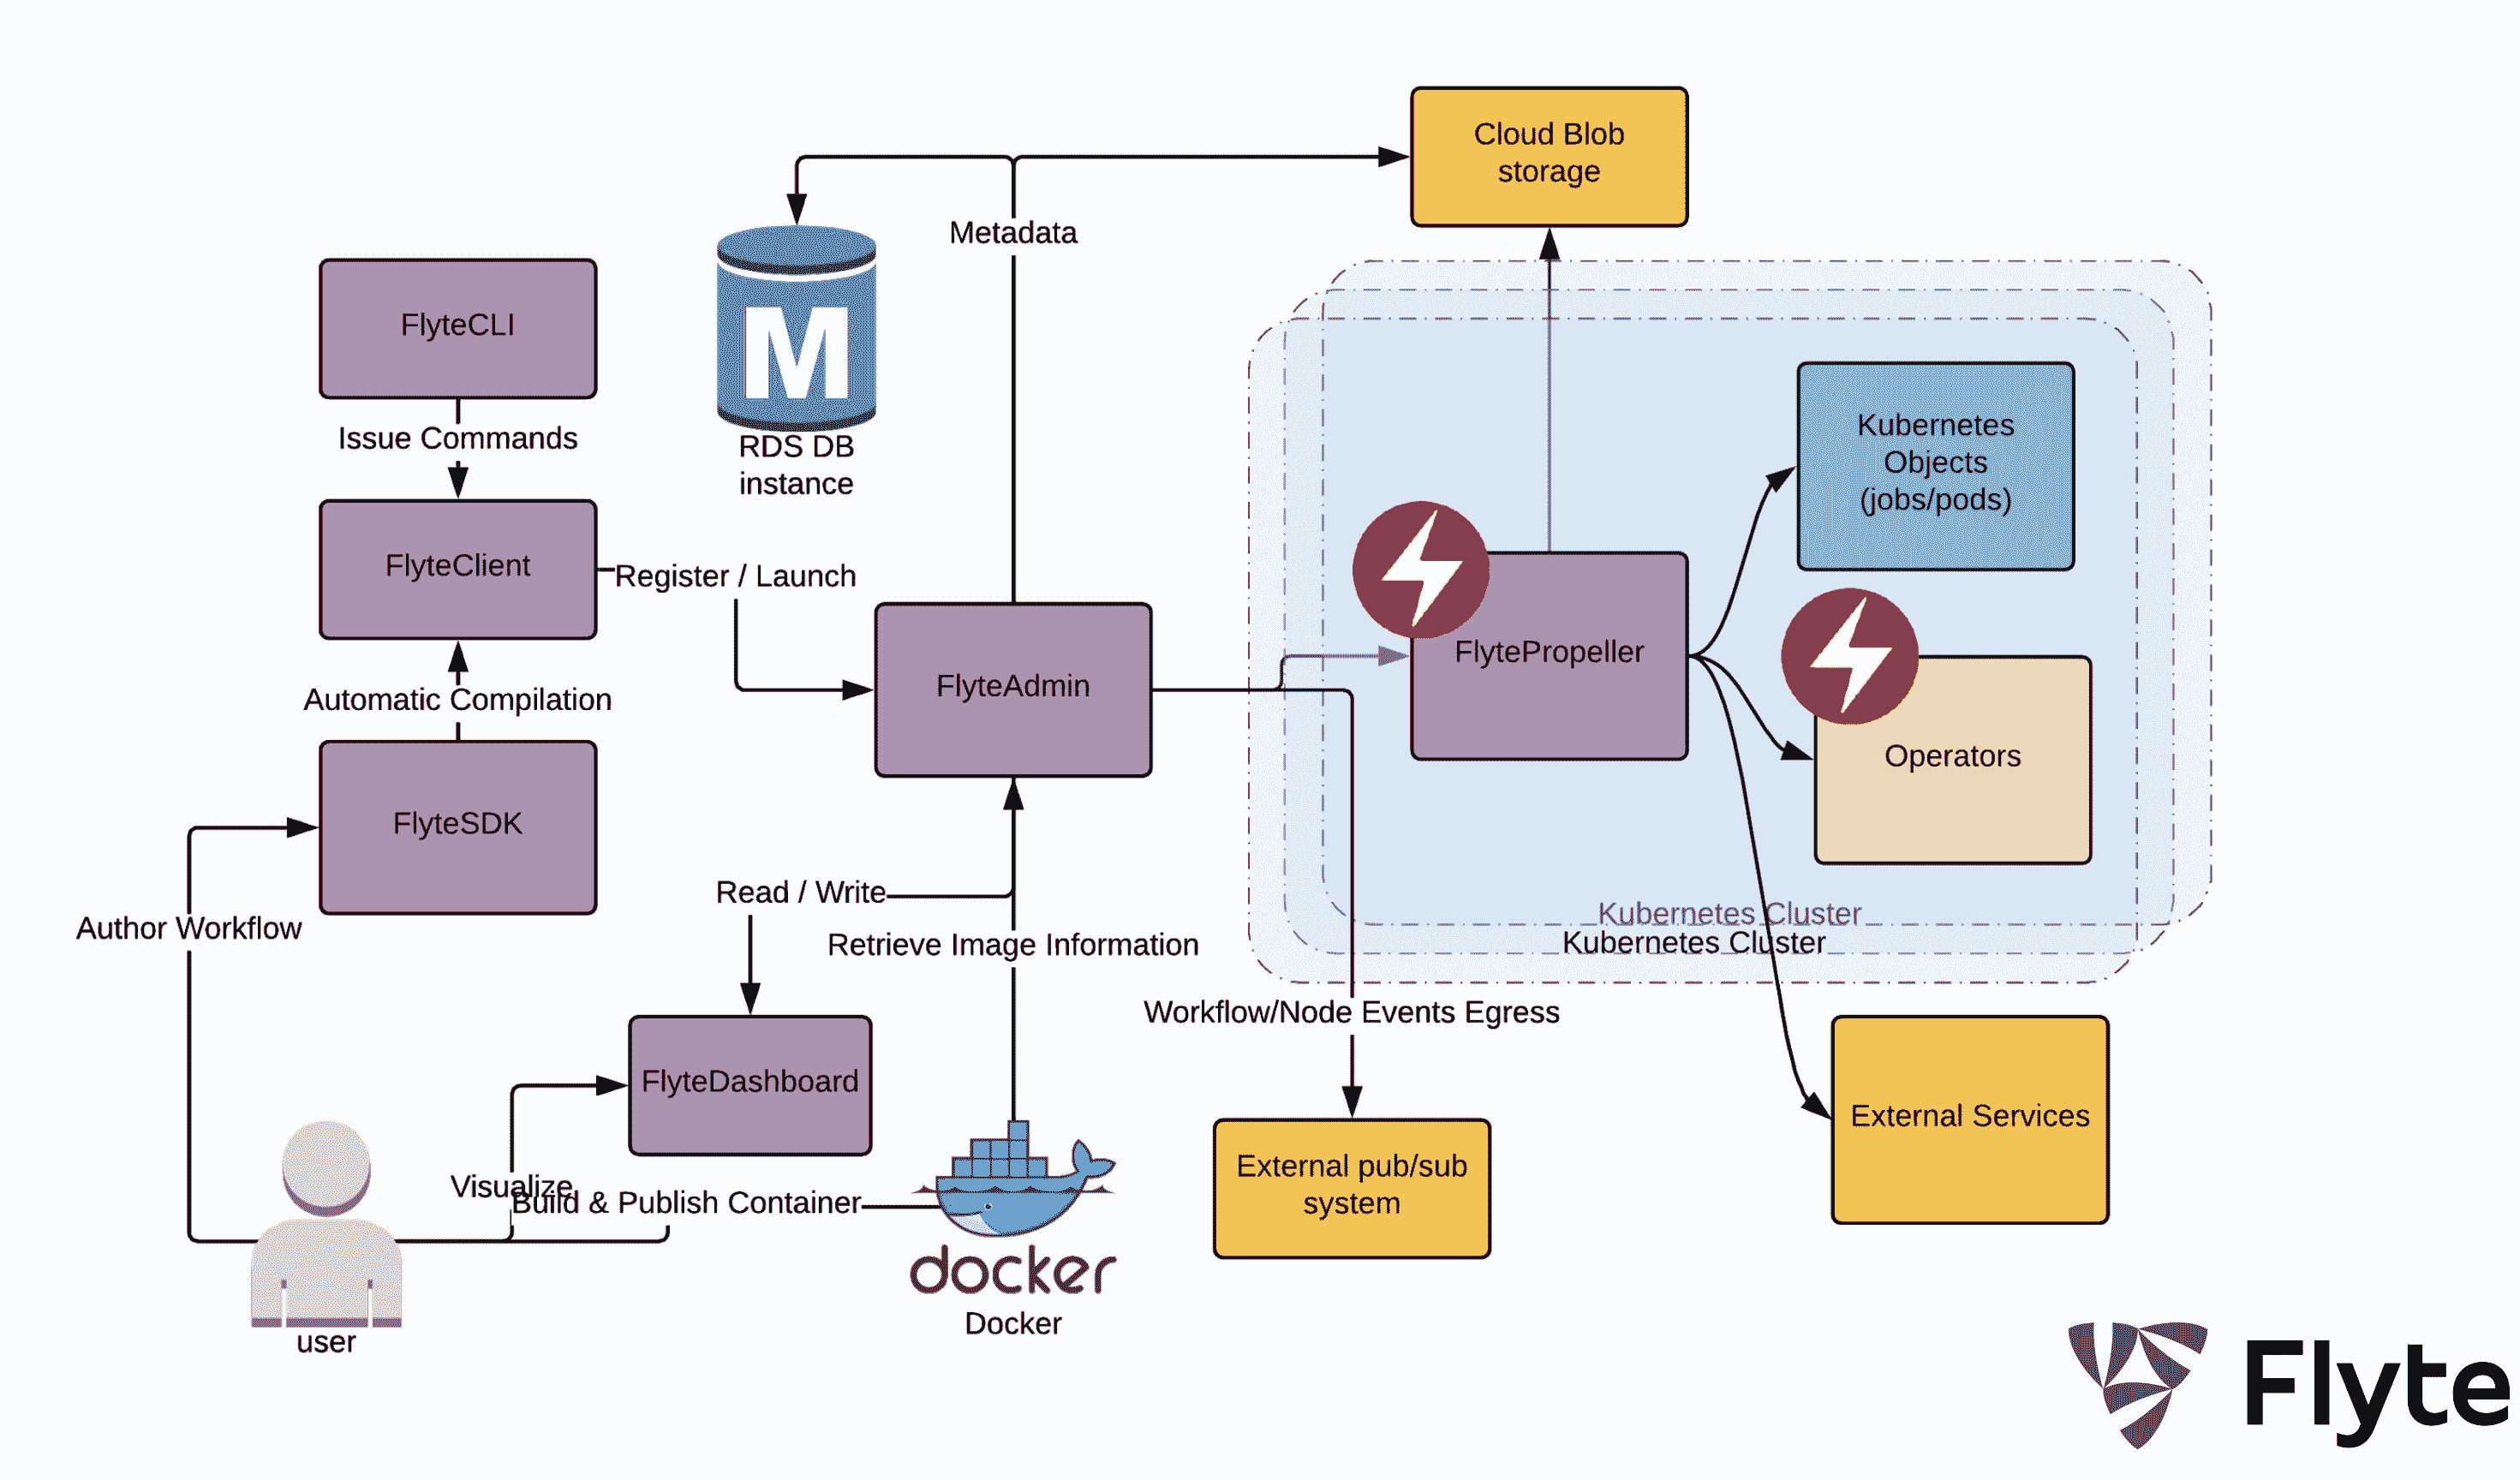 Cloud Blob
storage
Metadata
FlyteCLI
M
Issue Commands
RDS DB
instance
Kubernetes
Objects
(jobs/pods)
FlyteClient
Register / Launch
FlytePropeller
FlyteAdmin
Automatic Compilation
Operators
FlyteSDK
Read / Write
Author Workflow
Retrieve Image Information
Kubernetes Cluster
Kubernetes Cluster
Workflow/Node Events Egress
FlyteDashboard
External Services
Visualize
Build & Publish Container
External pub/sub
system
docker
Docker
user
Flyte